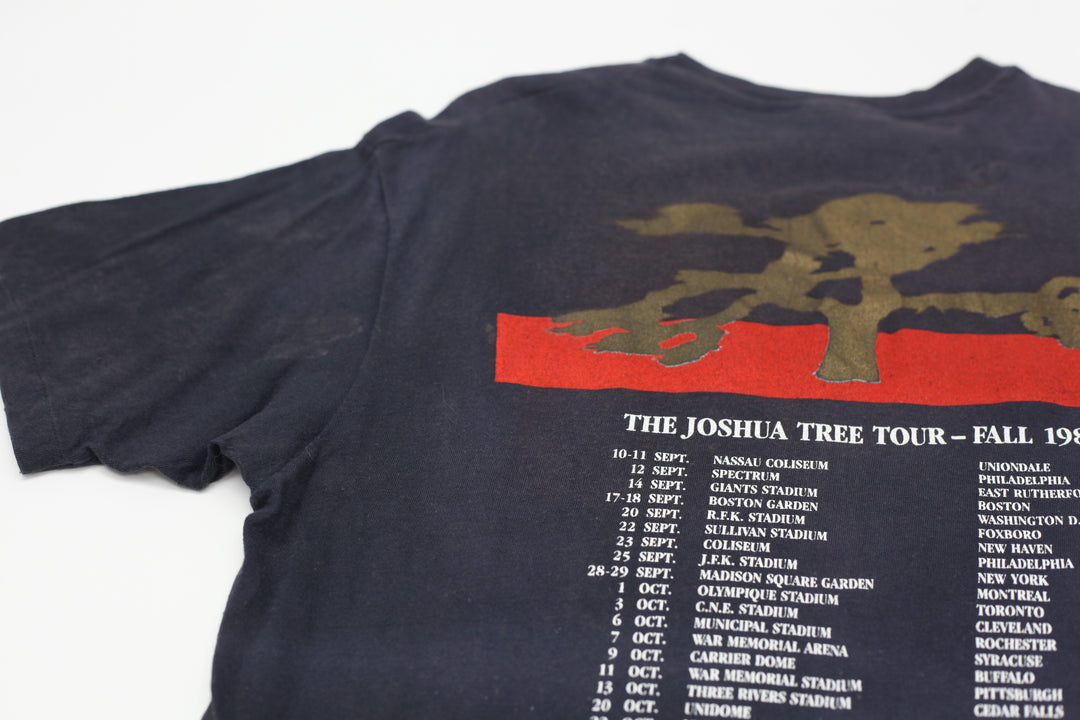 THE JOSHUA TREE TOUR – FALL 198
10-11 SEPT. NASSAU COLISEUM UNIONDALE
12 SEPT. SPECTRUM PHILADELPHIA
14 SEPT. GIANTS STADIUM EAST RUTHERFO
17-18 SEPT. BOSTON GARDEN BOSTON
20 SEPT. R.F.K. STADIUM WASHINGTON D.
22 SEPT. SULLIVAN STADIUM FOXBORO
23 SEPT. COLISEUM NEW HAVEN
25 SEPT. J.F.K. STADIUM PHILADELPHIA
28-29 SEPT. MADISON SQUARE GARDEN NEW YORK
1 OCT. OLYMPIQUE STADIUM MONTREAL
3 OCT. C.N.E. STADIUM TORONTO
6 OCT. MUNICIPAL STADIUM CLEVELAND
7 OCT. WAR MEMORIAL ARENA ROCHESTER
9 OCT. CARRIER DOME SYRACUSE
11 OCT. WAR MEMORIAL STADIUM BUFFALO
13 OCT. THREE RIVERS STADIUM PITTSBURGH
20 OCT. UNIDOME CEDAR FALLS